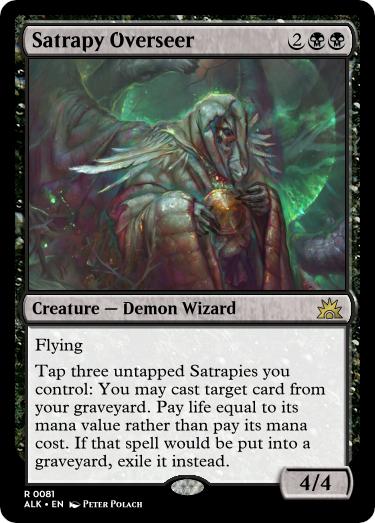 Satrapy Overseer 2
Creature — Demon Wizard
Flying
Tap three untapped Satrapies you
control: You may cast target card from
your graveyard. Pay life equal to its
mana value rather than pay its mana
cost. If that spell would be put into a
graveyard, exile it instead.
4/4
R 0081
ALK • EN Peter Polach